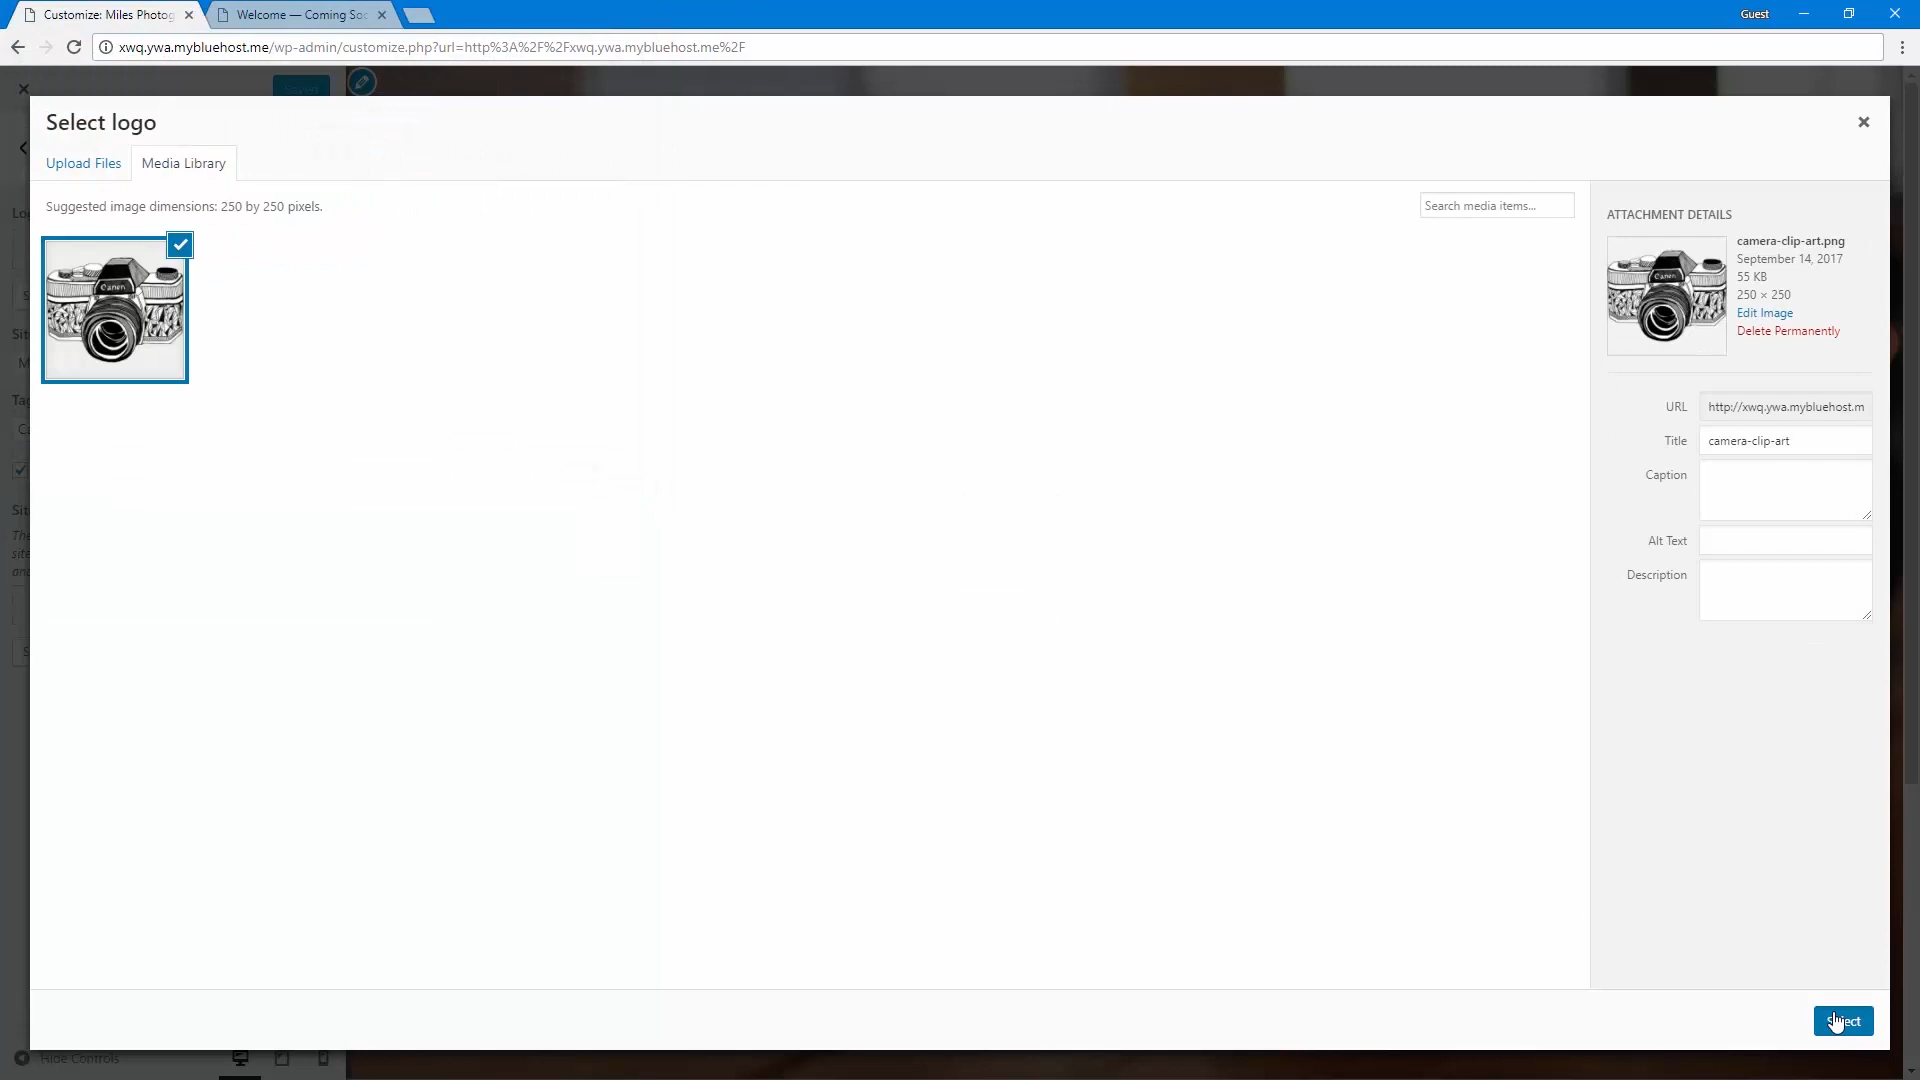 Customize: Miles Photog
Welcome — Coming Soc
Guest
xwq.ywa.mybluehost.me/wp-admin/customize.php?url=http%3A%2F%2Fxwq.ywa.mybluehost.me%2F
Saved
Select logo
Upload Files
Media Library
Suggested image dimensions: 250 by 250 pixels.
Search media items...
ATTACHMENT DETAILS
camera-clip-art.png
September 14, 2017
55 KB
250 × 250
Edit Image
Delete Permanently
URL
http://xwq.ywa.mybluehost.m
Title
camera-clip-art
Caption
Alt Text
Description
Hide Controls